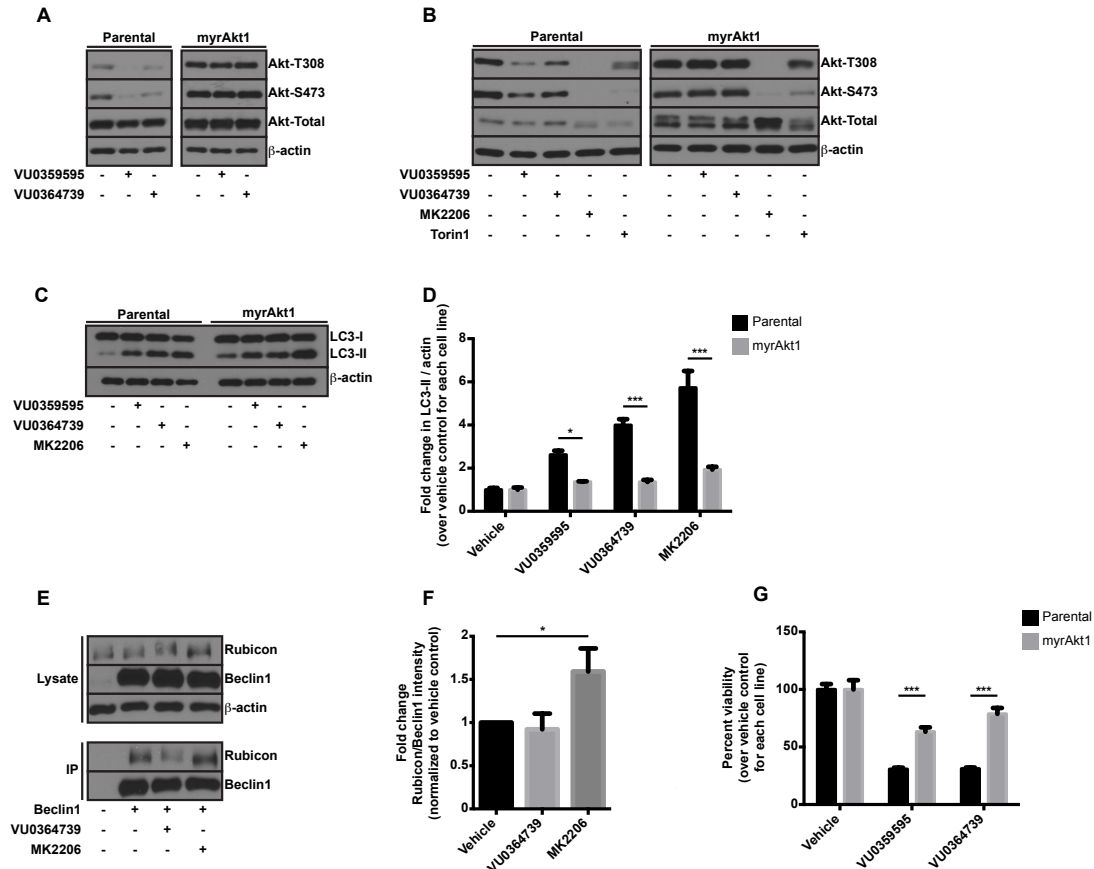 A
Parental myrAkt1
Akt-T308
Akt-S473
Akt-Total
β-actin
VU0359595 - + - - + -
VU0364739 - - + - - +
B
Parental myrAkt1
Akt-T308
Akt-S473
Akt-Total
β-actin
VU0359595 - + - - - - + - - -
VU0364739 - - + - - - - + - -
MK2206 - - - + - - - - + -
Torin1 - - - - + - - - - +
C
Parental myrAkt1
LC3-I
LC3-II
β-actin
VU0359595 - + - - - + - -
VU0364739 - - + - - - + -
MK2206 - - - + - - - +
D
Parental
myrAkt1
Fold change in LC3-II / actin
(over vehicle control for each cell line)
8
6
4
2
0
*
***
***
Vehicle
VU0359595
VU0364739
MK2206
E
Lysate
Rubicon
Beclin1
β-actin
IP
Rubicon
Beclin1
Beclin1 - + + +
VU0364739 - - + -
MK2206 - - - +
F
Fold change
Rubicon/Beclin1 intensity
(normalized to vehicle control)
2
1.5
1
0.5
0
*
Vehicle
VU0364739
MK2206
G
Parental
myrAkt1
Percent viability
(over vehicle control
for each cell line)
150
100
50
0
***
***
Vehicle
VU0359595
VU0364739